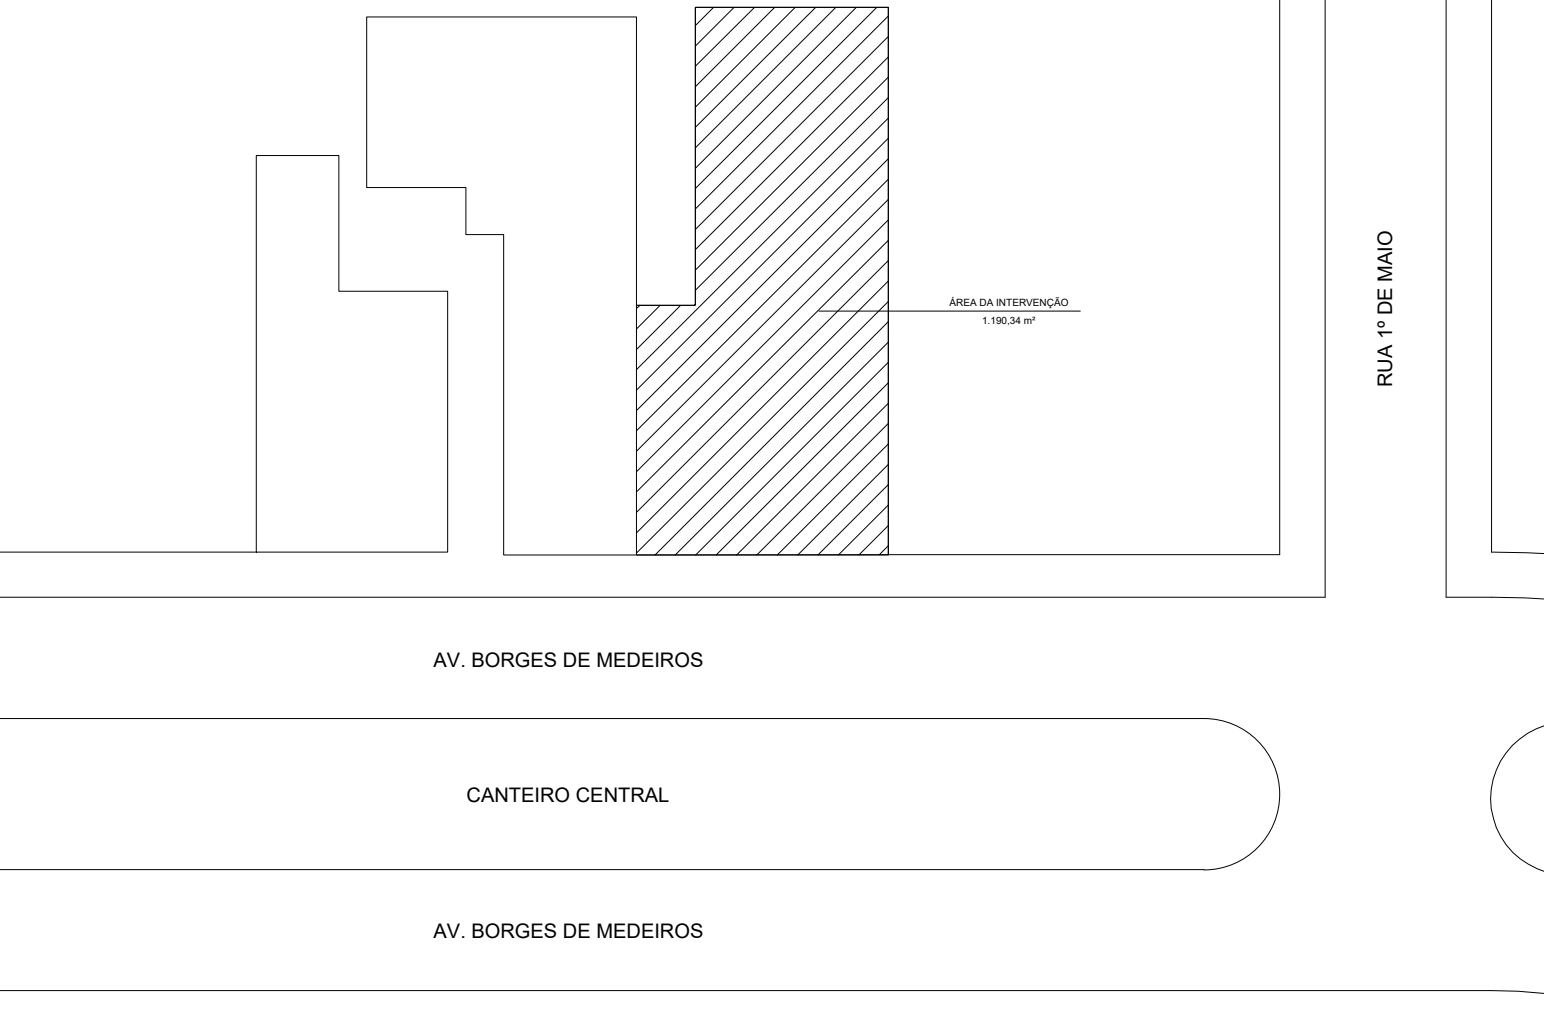 ÁREA DA INTERVENÇÃO
1.190,34 m²
RUA 1º DE MAIO
AV. BORGES DE MEDEIROS
CANTEIRO CENTRAL
AV. BORGES DE MEDEIROS